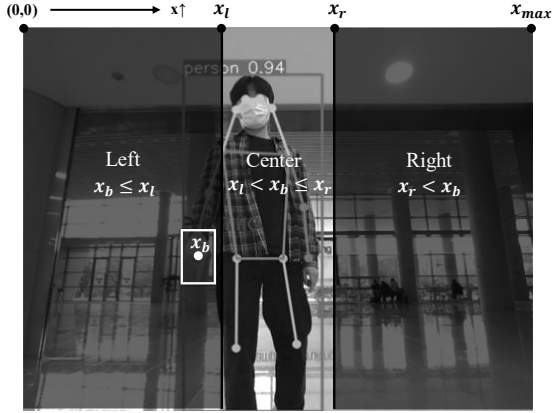 (0,0) x↑ x_l x_r x_max
person 0.94
Left Center Right
x_b ≤ x_l x_l < x_b ≤ x_r x_r < x_b
x_b